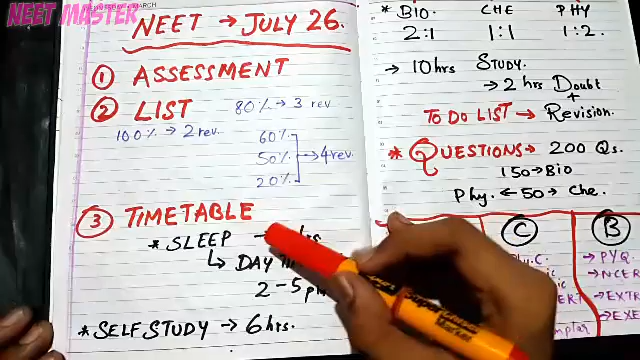 NEET MASTER
MARCH
NEET → JULY 26.
① ASSESSMENT
② LIST 80% → 3 rev
100% → 2 rev.
60%
50% → 4 rev.
20%
③ TIMETABLE
* SLEEP → hrs
↳ DAY
2-5 pm
* SELF STUDY → 6 hrs.
* BIO CHE PHY
2:1 1:1 1:2.
→ 10 hrs STUDY.
→ 2 hrs Doubt
+
TO DO LIST → Revision.
* QUESTIONS → 200 Qs.
150 → Bio
Phy. ← 50 → Che.
C B
→ PYQ
→ NCER
→ EXTR
→ EXE